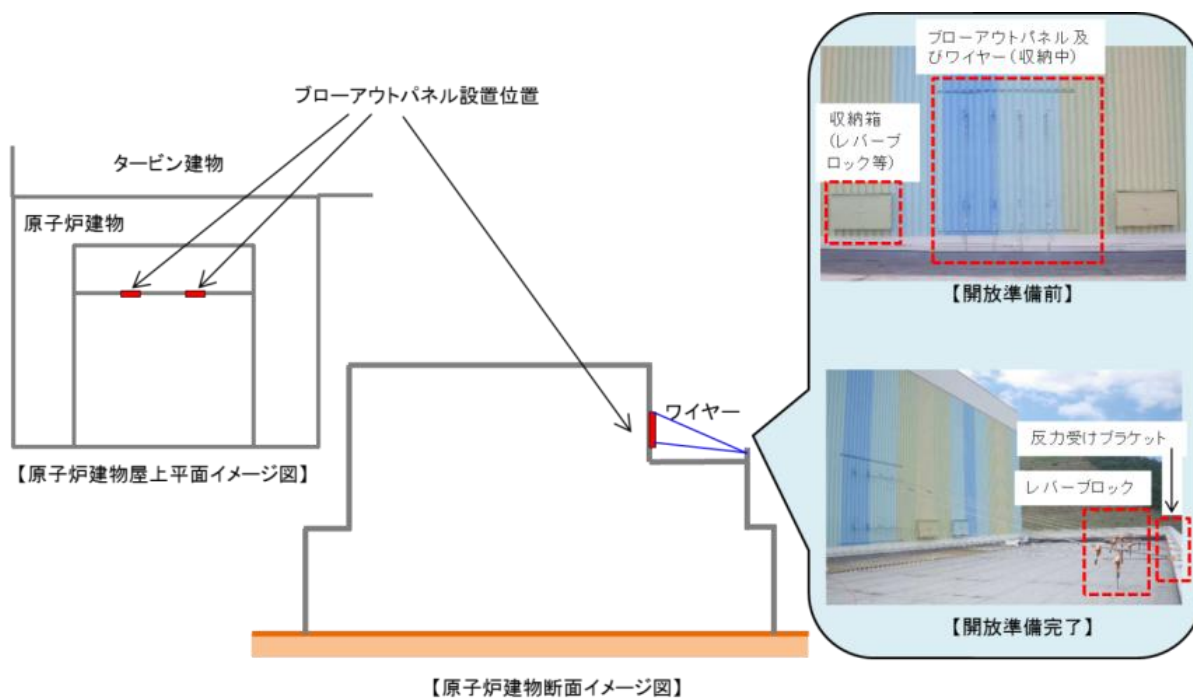 ブローアウトパネル設置位置
タービン建物
原子炉建物
【原子炉建物屋上平面イメージ図】
ワイヤー
【原子炉建物断面イメージ図】
ブローアウトパネル及
びワイヤー(収納中)
収納箱
(レバーブ
ロック等)
【開放準備前】
反力受けブラケット
レバーブロック
【開放準備完了】